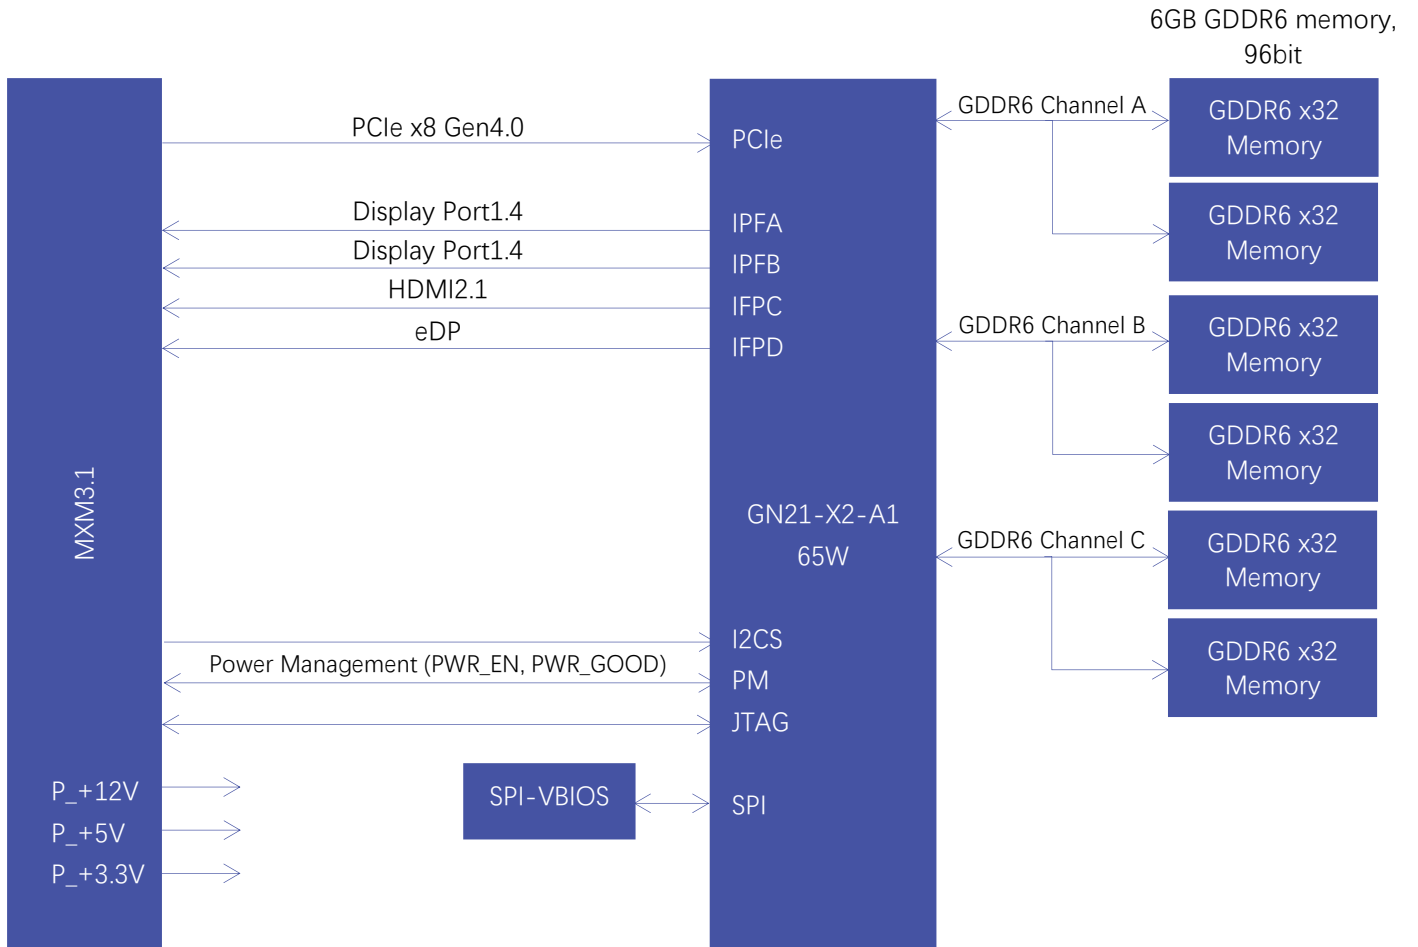 6GB GDDR6 memory,
96bit
MXM3.1
PCIe x8 Gen4.0
Display Port1.4
Display Port1.4
HDMI2.1
eDP
Power Management (PWR_EN, PWR_GOOD)
P_+12V
P_+5V
P_+3.3V
SPI-VBIOS
PCIe
IPFA
IPFB
IFPC
IFPD
GN21-X2-A1
65W
I2CS
PM
JTAG
SPI
GDDR6 Channel A
GDDR6 x32
Memory
GDDR6 x32
Memory
GDDR6 Channel B
GDDR6 x32
Memory
GDDR6 x32
Memory
GDDR6 Channel C
GDDR6 x32
Memory
GDDR6 x32
Memory